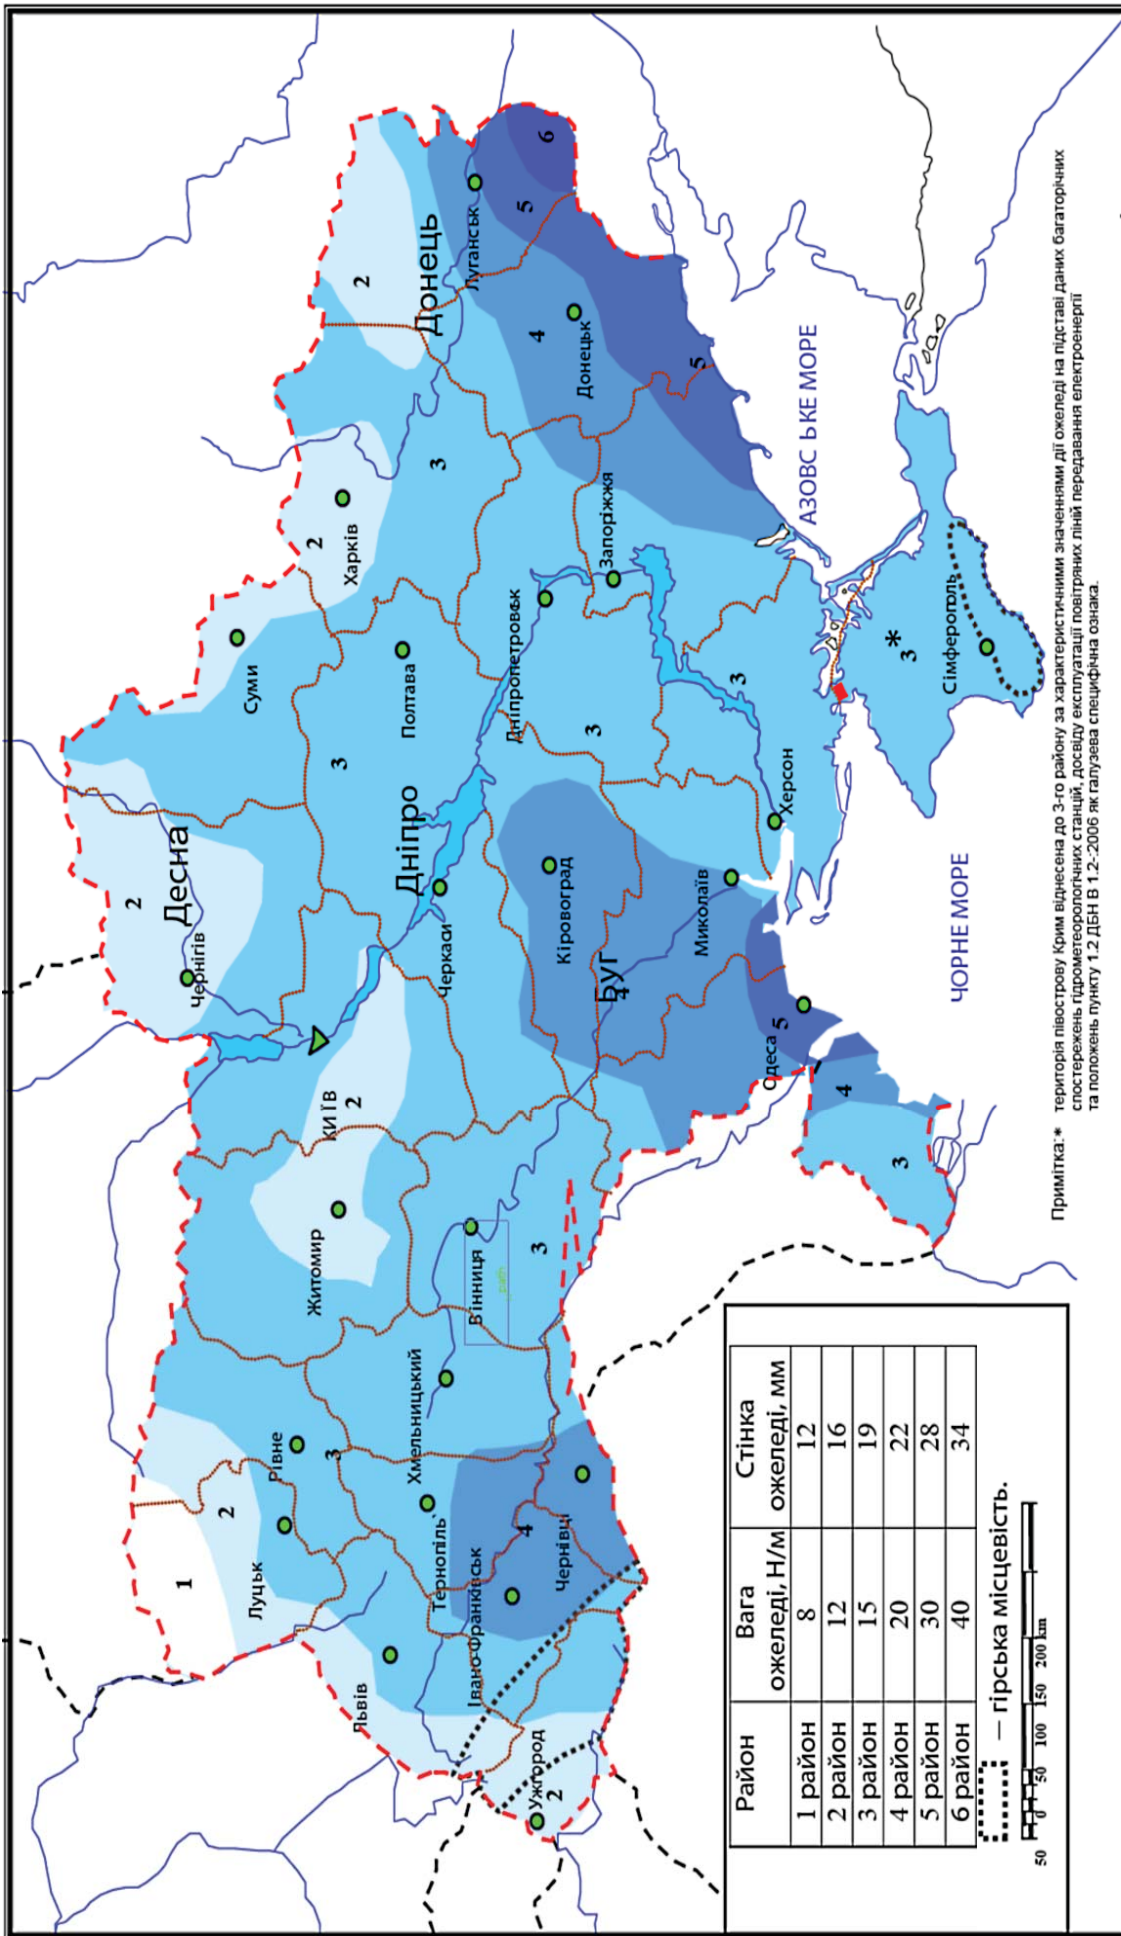 2
Десна
Чернігів
Суми
2
Харків
2
Донець
Луганськ
6
5
4
Донецьк
5
3
3
Полтава
Дніпро
Черкаси
Дніпропетровськ
Запоріжжя
3
3
Кіровоград
Буг
4
Миколаїв
Херсон
Одеса
5
4
3
КИЇВ
2
Житомир
Вінниця
path
3
1
2
Рівне
3
Луцьк
Хмельницький
Тернопіль
Львів
Івано-Франківськ
4
Чернівці
Ужгород
2
АЗОВСЬКЕ МОРЕ
ЧОРНЕ МОРЕ
3*
Сімферополь
Район Вага ожеледі, Н/м Стінка ожеледі, мм
1 район 8 12
2 район 12 16
3 район 15 19
4 район 20 22
5 район 30 28
6 район 40 34
– гірська місцевість.
50 0 50 100 150 200 km
Примітка:* територія півострову Крим віднесена до 3-го району за характеристичними значеннями дії ожеледі на підставі даних багаторічних
спостережень гідрометеорологічних станцій, досвіду експлуатації повітряних ліній передавання електроенергії
та положень пункту 1.2 ДБН В 1.2-:2006 як галузева специфічна ознака.